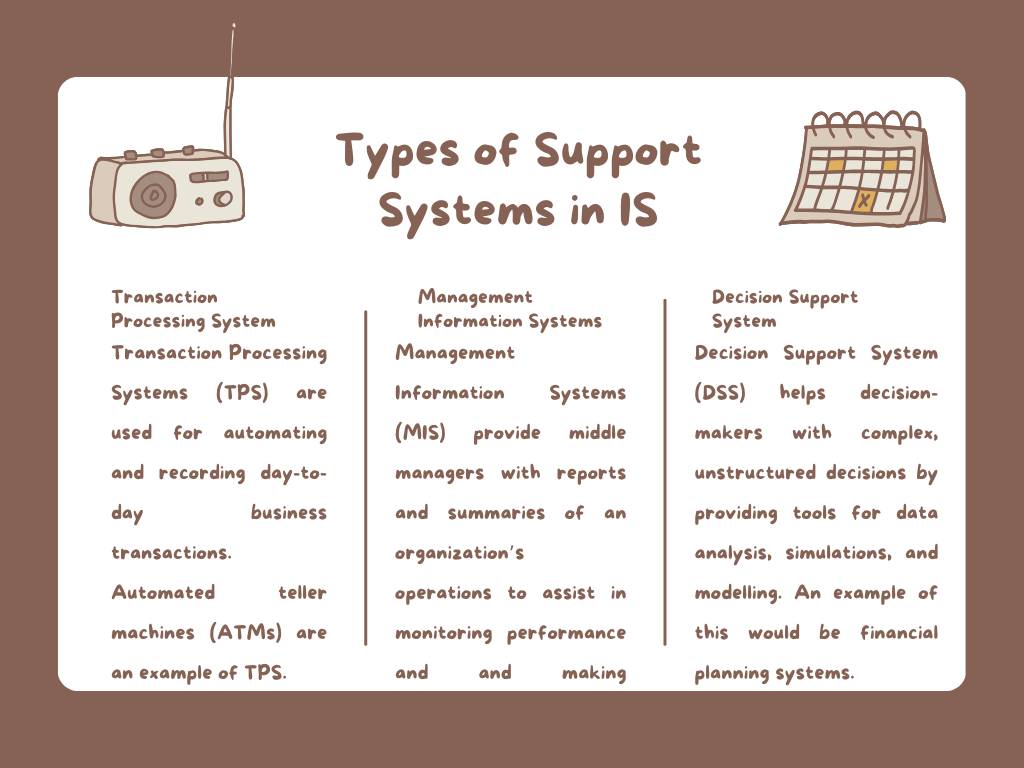 Types of Support
Systems in IS
Transaction
Processing System
Transaction Processing
Systems (TPS) are
used for automating
and recording day-to-
day business
transactions.
Automated teller
machines (ATMs) are
an example of TPS.
Management
Information Systems
Management
Information Systems
(MIS) provide middle
managers with reports
and summaries of an
organization's
operations to assist in
monitoring performance
and and making
Decision Support
System
Decision Support System
(DSS) helps decision-
makers with complex,
unstructured decisions by
providing tools for data
analysis, simulations, and
modelling. An example of
this would be financial
planning systems.